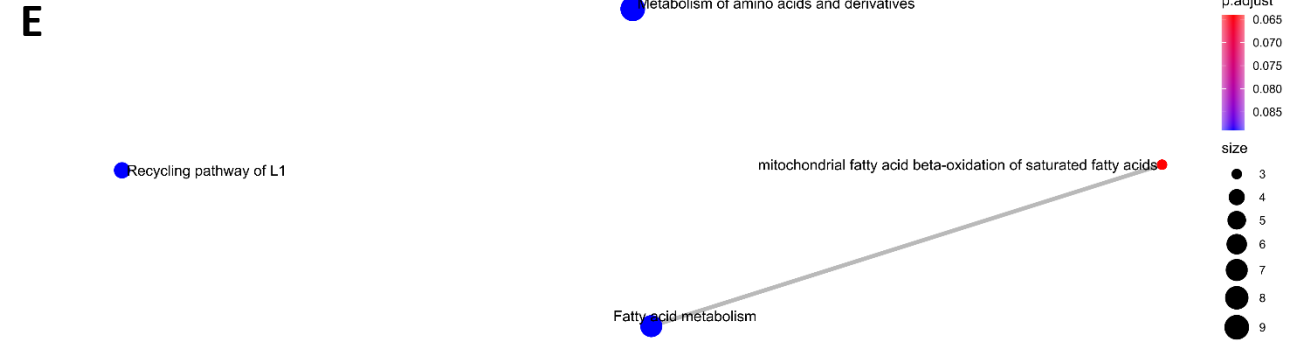 E
Metabolism of amino acids and derivatives
p.adjust
0.065
0.070
0.075
0.080
0.085
Recycling pathway of L1
mitochondrial fatty acid beta-oxidation of saturated fatty acids
size
3
4
5
6
7
8
9
Fatty acid metabolism